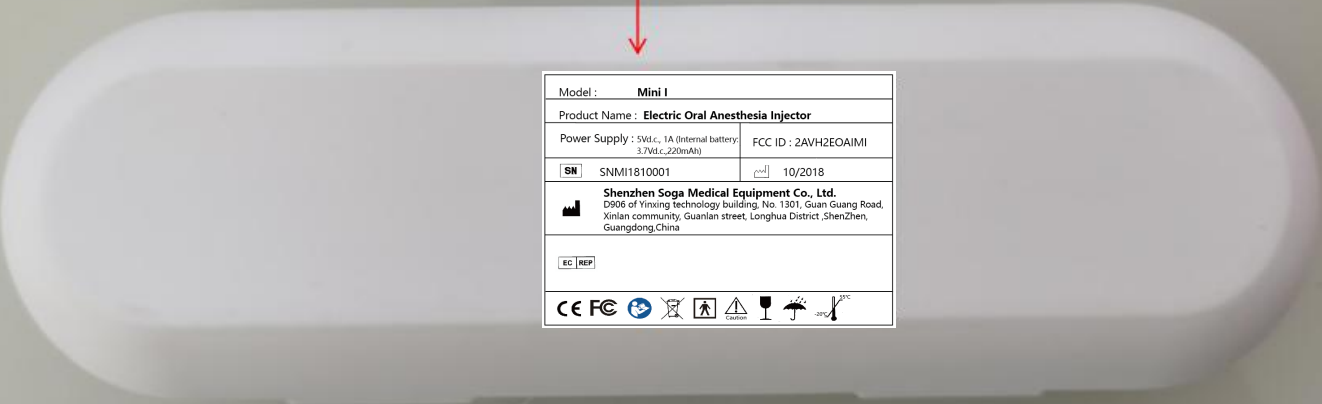 Model : Mini I
Product Name : Electric Oral Anesthesia Injector
Power Supply : 5Vd.c., 1A (Internal battery:
3.7Vd.c.,220mAh)
FCC ID : 2AVH2EOAIMI
SN SNMI1810001
10/2018
Shenzhen Soga Medical Equipment Co., Ltd.
D906 of Yinxing technology building, No. 1301, Guan Guang Road,
Xinlan community, Guanlan street, Longhua District ,ShenZhen,
Guangdong,China
EC REP
CE FC
Caution
-20℃
55℃